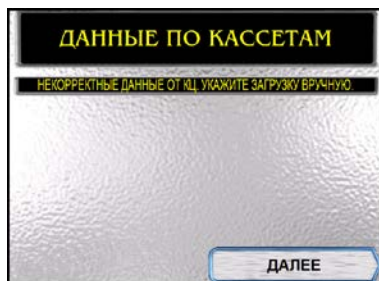 ДАННЫЕ ПО КАССЕТАМ
НЕКОРРЕКТНЫЕ ДАННЫЕ ОТ КЦ. УКАЖИТЕ ЗАГРУЗКУ ВРУЧНУЮ.
ДАЛЕЕ